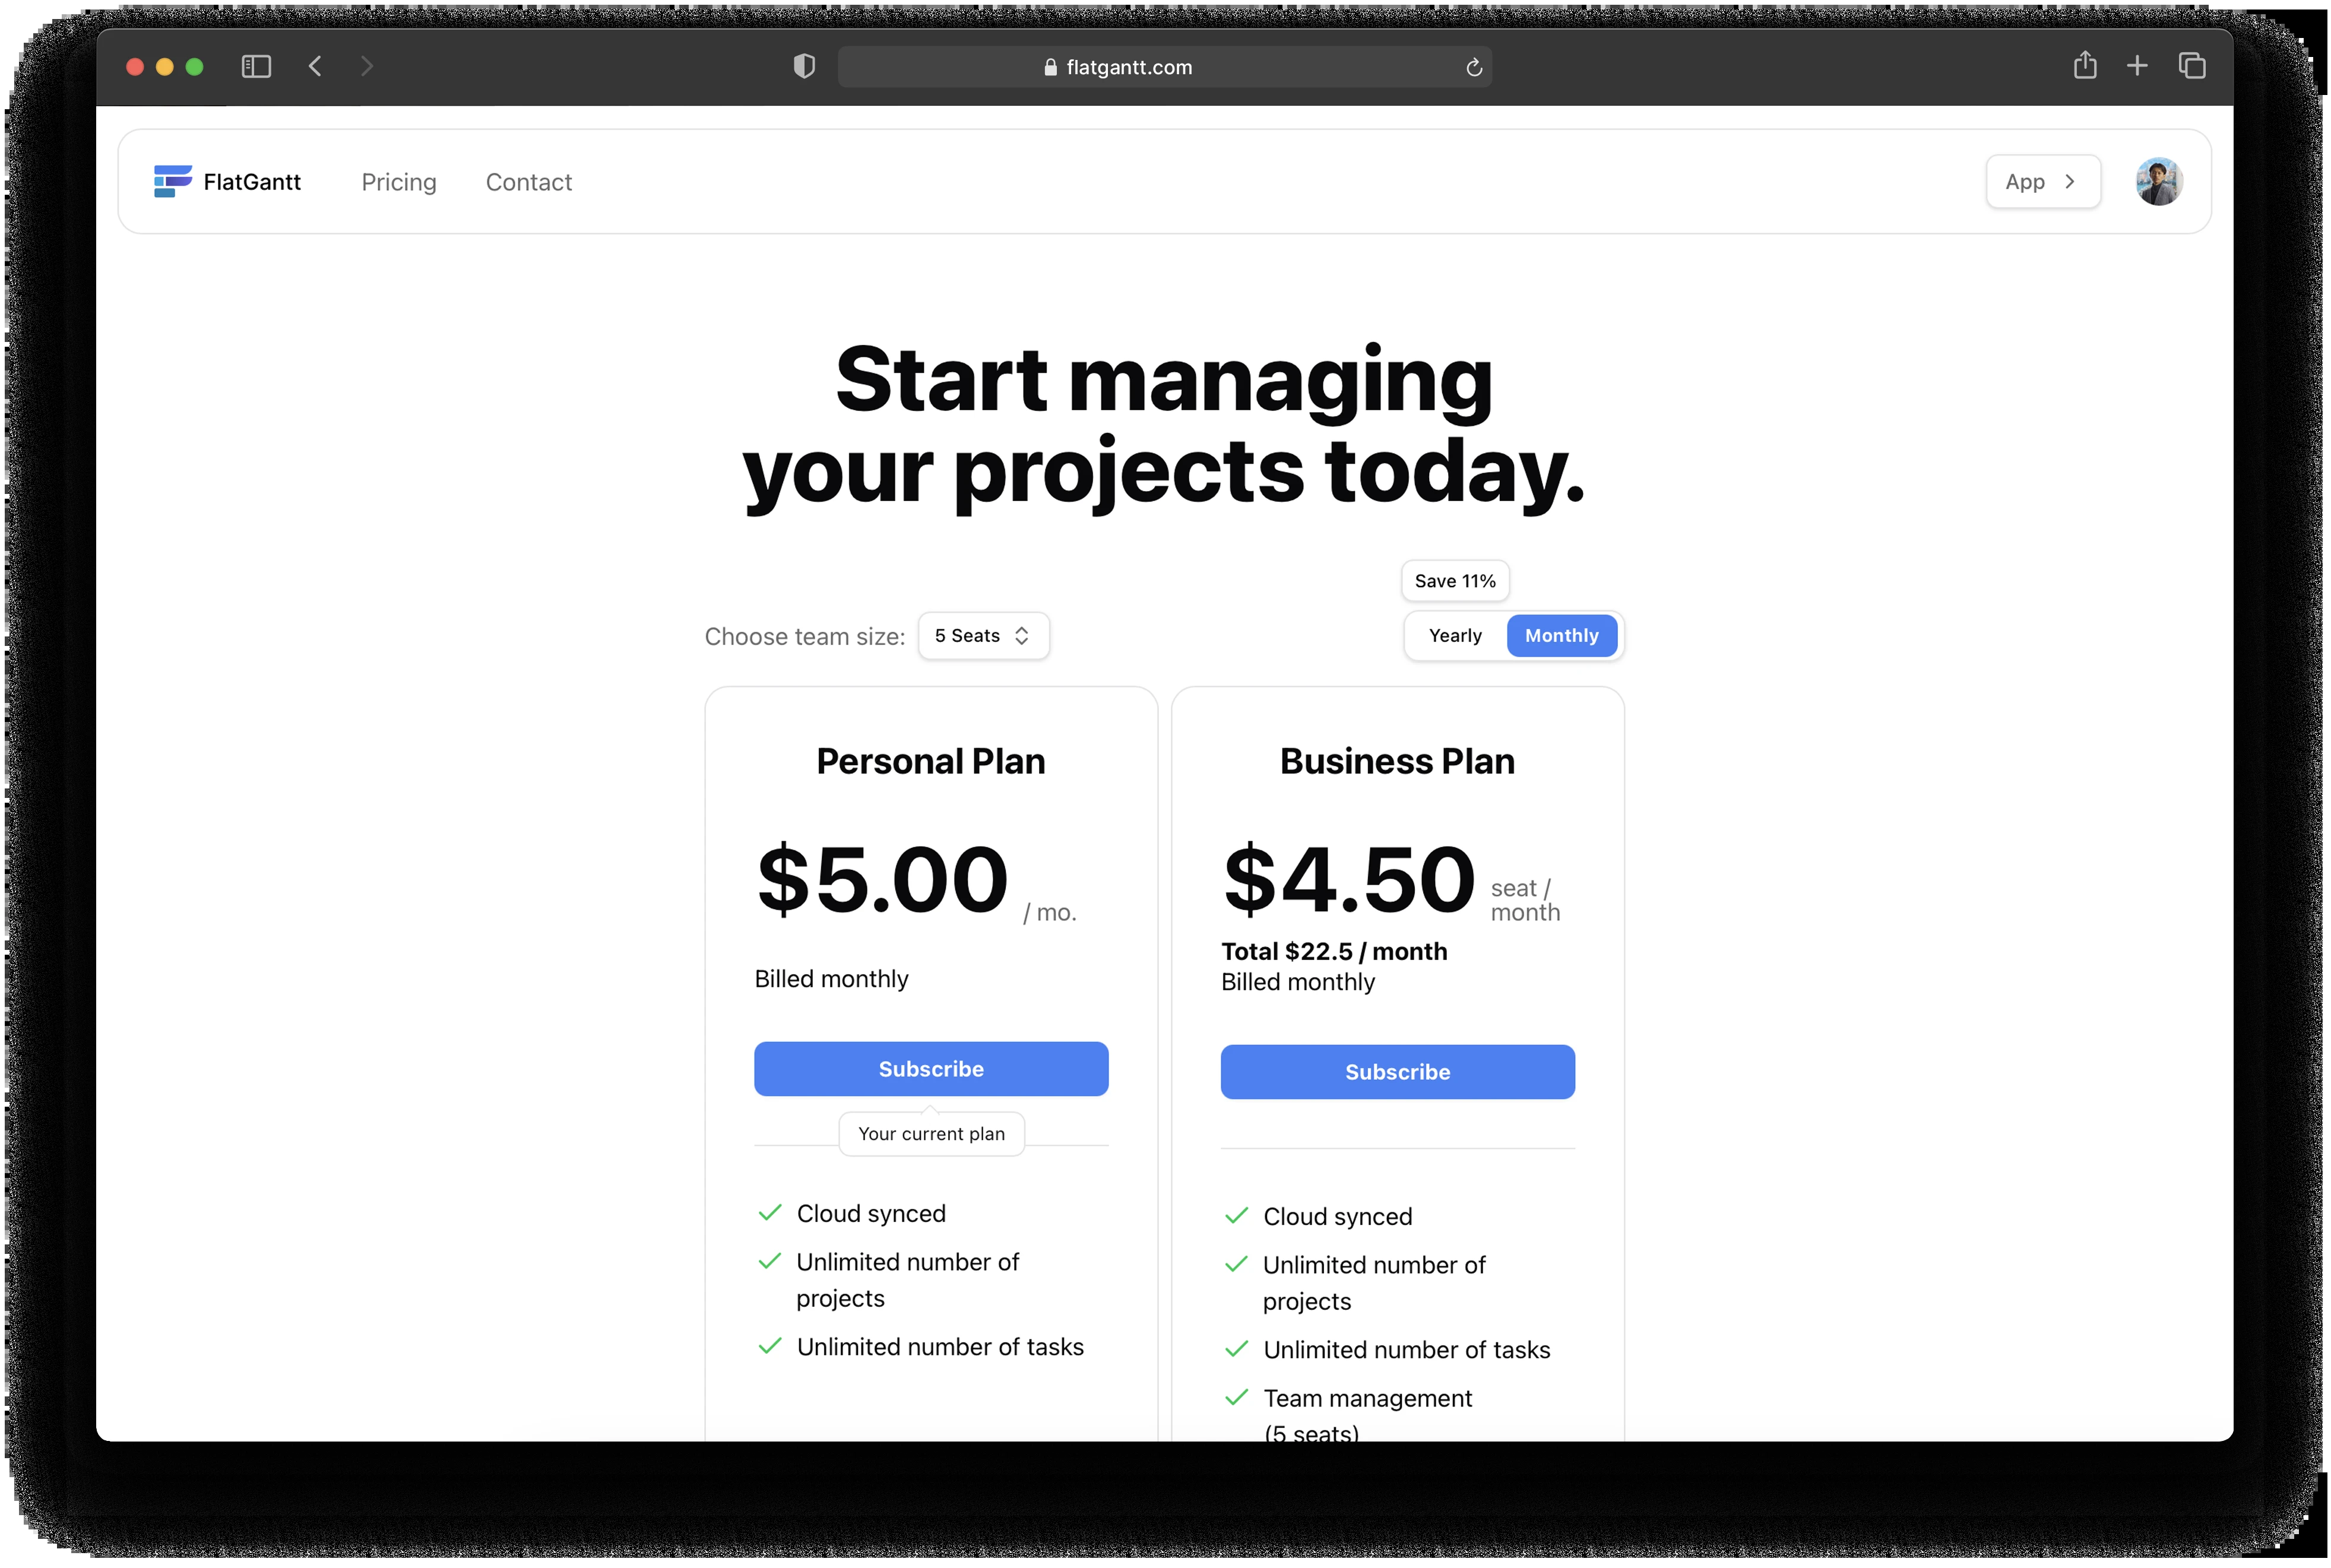 flatgantt.com
FlatGantt
Pricing
Contact
App
Start managing
your projects today.
Save 11%
Choose team size:
5 Seats
Yearly
Monthly
Personal Plan
$5.00 / mo.
Billed monthly
Subscribe
Your current plan
Cloud synced
Unlimited number of
projects
Unlimited number of tasks
Business Plan
$4.50 seat /
month
Total $22.5 / month
Billed monthly
Subscribe
Cloud synced
Unlimited number of
projects
Unlimited number of tasks
Team management
(5 seats)